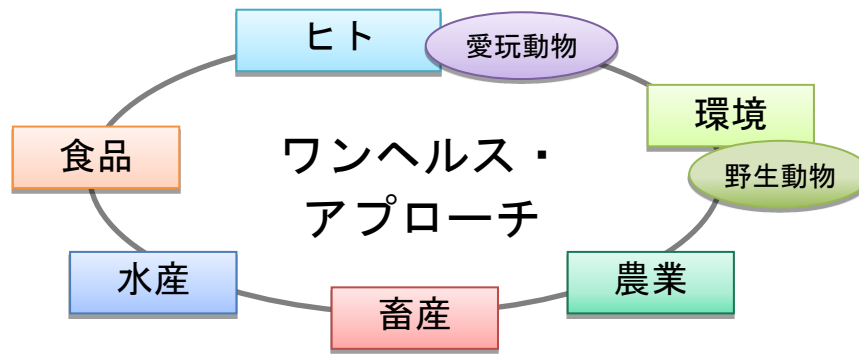 ヒト
愛玩動物
環境
野生動物
食品
ワンヘルス・
アプローチ
水産
畜産
農業